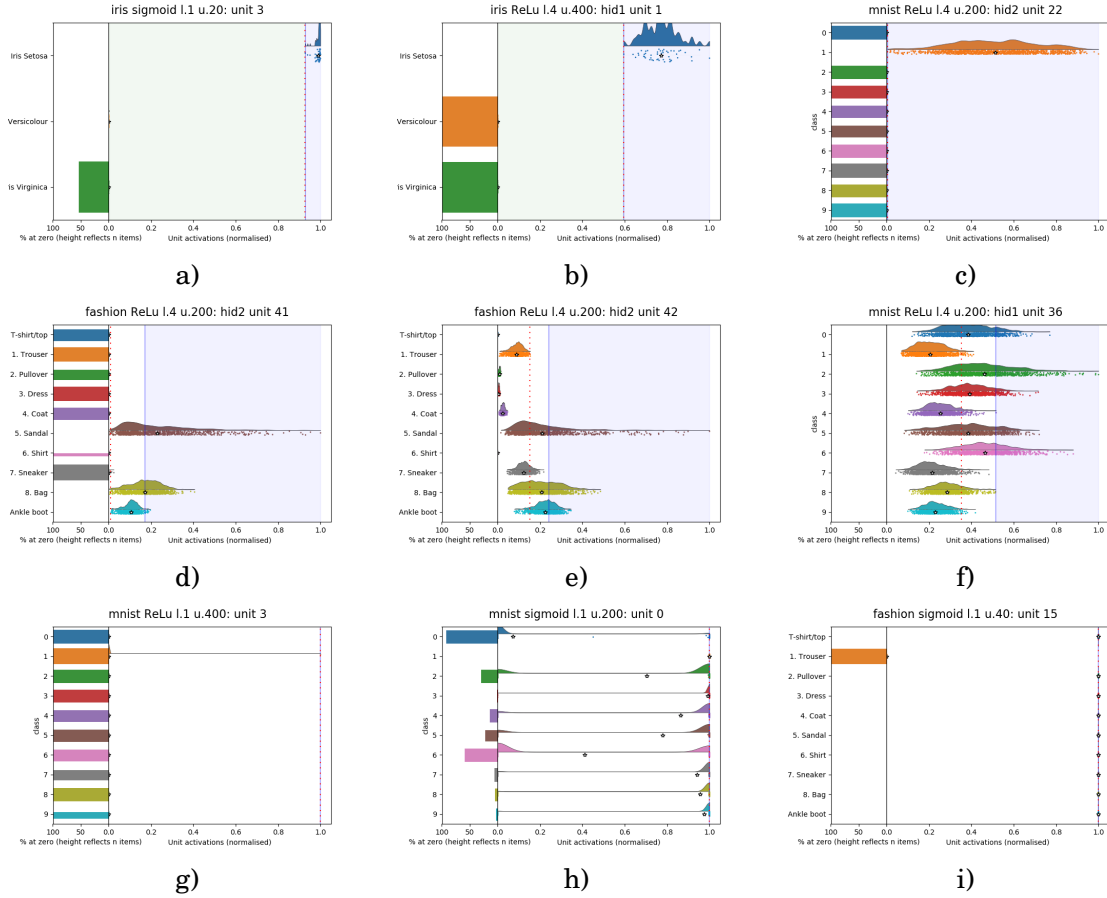 iris sigmoid l.1 u.20: unit 3
Iris Setosa
Versicolour
is Virginica
100 50 0.0 0.2 0.4 0.6 0.8 1.0
% at zero (height reflects n items) Unit activations (normalised)
a)
iris ReLu l.4 u.400: hid1 unit 1
Iris Setosa
Versicolour
is Virginica
100 50 0.0 0.2 0.4 0.6 0.8 1.0
% at zero (height reflects n items) Unit activations (normalised)
b)
mnist ReLu l.4 u.200: hid2 unit 22
class
0
1
2
3
4
5
6
7
8
9
100 50 0.0 0.2 0.4 0.6 0.8 1.0
% at zero (height reflects n items) Unit activations (normalised)
c)
fashion ReLu l.4 u.200: hid2 unit 41
T-shirt/top
1. Trouser
2. Pullover
3. Dress
4. Coat
5. Sandal
6. Shirt
7. Sneaker
8. Bag
Ankle boot
100 50 0.0 0.2 0.4 0.6 0.8 1.0
% at zero (height reflects n items) Unit activations (normalised)
d)
fashion ReLu l.4 u.200: hid2 unit 42
T-shirt/top
1. Trouser
2. Pullover
3. Dress
4. Coat
5. Sandal
6. Shirt
7. Sneaker
8. Bag
Ankle boot
100 50 0.0 0.2 0.4 0.6 0.8 1.0
% at zero (height reflects n items) Unit activations (normalised)
e)
mnist ReLu l.4 u.200: hid1 unit 36
class
0
1
2
3
4
5
6
7
8
9
100 50 0.0 0.2 0.4 0.6 0.8 1.0
% at zero (height reflects n items) Unit activations (normalised)
f)
mnist ReLu l.1 u.400: unit 3
class
0
1
2
3
4
5
6
7
8
9
100 50 0.0 0.2 0.4 0.6 0.8 1.0
% at zero (height reflects n items) Unit activations (normalised)
g)
mnist sigmoid l.1 u.200: unit 0
class
0
1
2
3
4
5
6
7
8
9
100 50 0.0 0.2 0.4 0.6 0.8 1.0
% at zero (height reflects n items) Unit activations (normalised)
h)
fashion sigmoid l.1 u.40: unit 15
T-shirt/top
1. Trouser
2. Pullover
3. Dress
4. Coat
5. Sandal
6. Shirt
7. Sneaker
8. Bag
Ankle boot
100 50 0.0 0.2 0.4 0.6 0.8 1.0
% at zero (height reflects n items) Unit activations (normalised)
i)